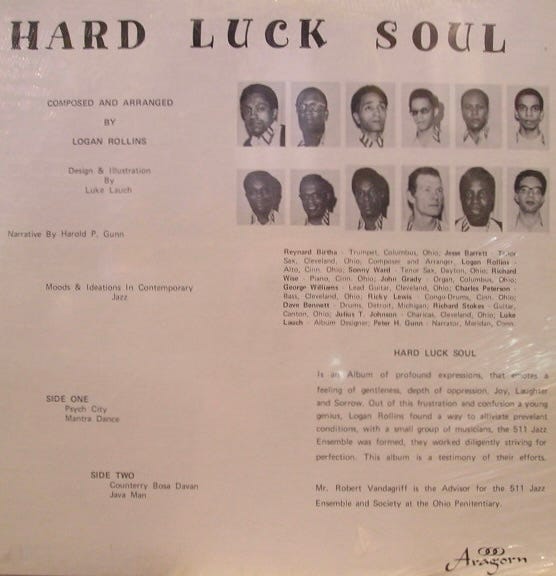 HARD LUCK SOUL
COMPOSED AND ARRANGED
BY
LOGAN ROLLINS
Design & Illustration
By
Luke Lauch
Narrative By Harold P. Gunn
Moods & Ideations In Contemporary
Jazz
Reynard Birtha - Trumpet, Columbus, Ohio; Jesse Barrett - Tenor
Sax, Cleveland, Ohio; Composer and Arranger, Logan Rollins -
Alto, Cinn. Ohio; Sonny Ward - Tenor Sax, Dayton, Ohio; Richard
Wise - Piano, Cinn. Ohio; John Grady - Organ, Columbus, Ohio;
George Williams - Lead Guitar, Cleveland, Ohio; Charles Peterson -
Bass, Cleveland, Ohio; Ricky Lewis - Congo-Drums, Cinn. Ohio;
Dave Bennett - Drums, Detroit, Michigan; Richard Stokes - Guitar,
Canton, Ohio; Julius T. Johnson - Charicas, Cleveland, Ohio; Luke
Lauch - Album Designer; Peter H. Gunn - Narrator, Meridan, Conn.
HARD LUCK SOUL
Is an Album of profound expressions, that emotes a
feeling of gentleness, depth of oppression, Joy, Laughter
and Sorrow. Out of this frustration and confusion a young
genius, Logan Rollins found a way to alliviate prevelant
conditions, with a small group of musicians, the 511 Jazz
Ensemble was formed, they worked diligently striving for
perfection. This album is a testimony of their efforts.
SIDE ONE
Psych City
Mantra Dance
SIDE TWO
Counterry Bosa Davan
Java Man
Mr. Robert Vandagriff is the Advisor for the 511 Jazz
Ensemble and Society at the Ohio Penitentiary.
Aragorn